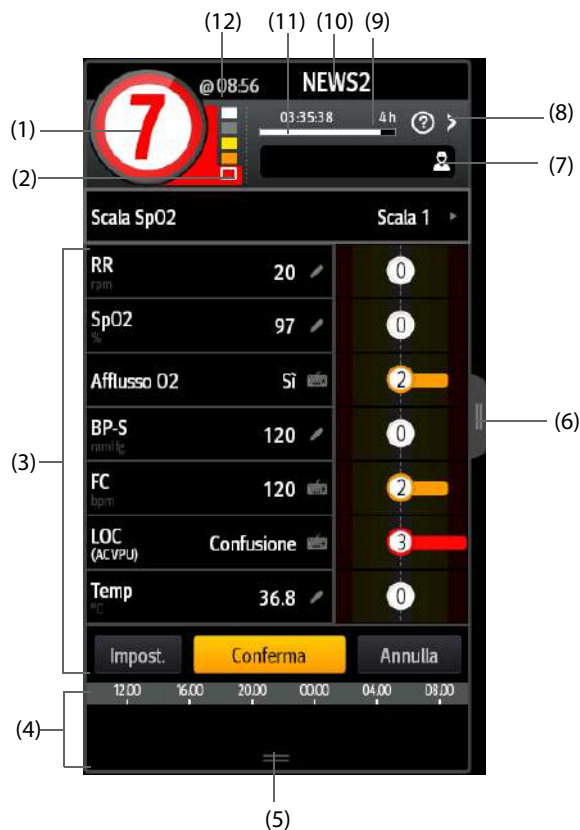 (12) (11) (10) (9)
@ 08:56 NEWS2
7
03:35:38 4 h ?
(1)
(8)
(7)
(2)
Scala SpO2 Scala 1
RR 20 0
rpm
SpO2 97 0
%
Afflusso O2 Sì 2
BP-S 120 0
mmHg
(6)
(3)
FC 120 2
bpm
LOC Confusione 3
(ACVPU)
Temp 36.8 0
°C
Impost. Conferma Annulla
12:00 16:00 20:00 00:00 04:00 08:00
(4)
(5)